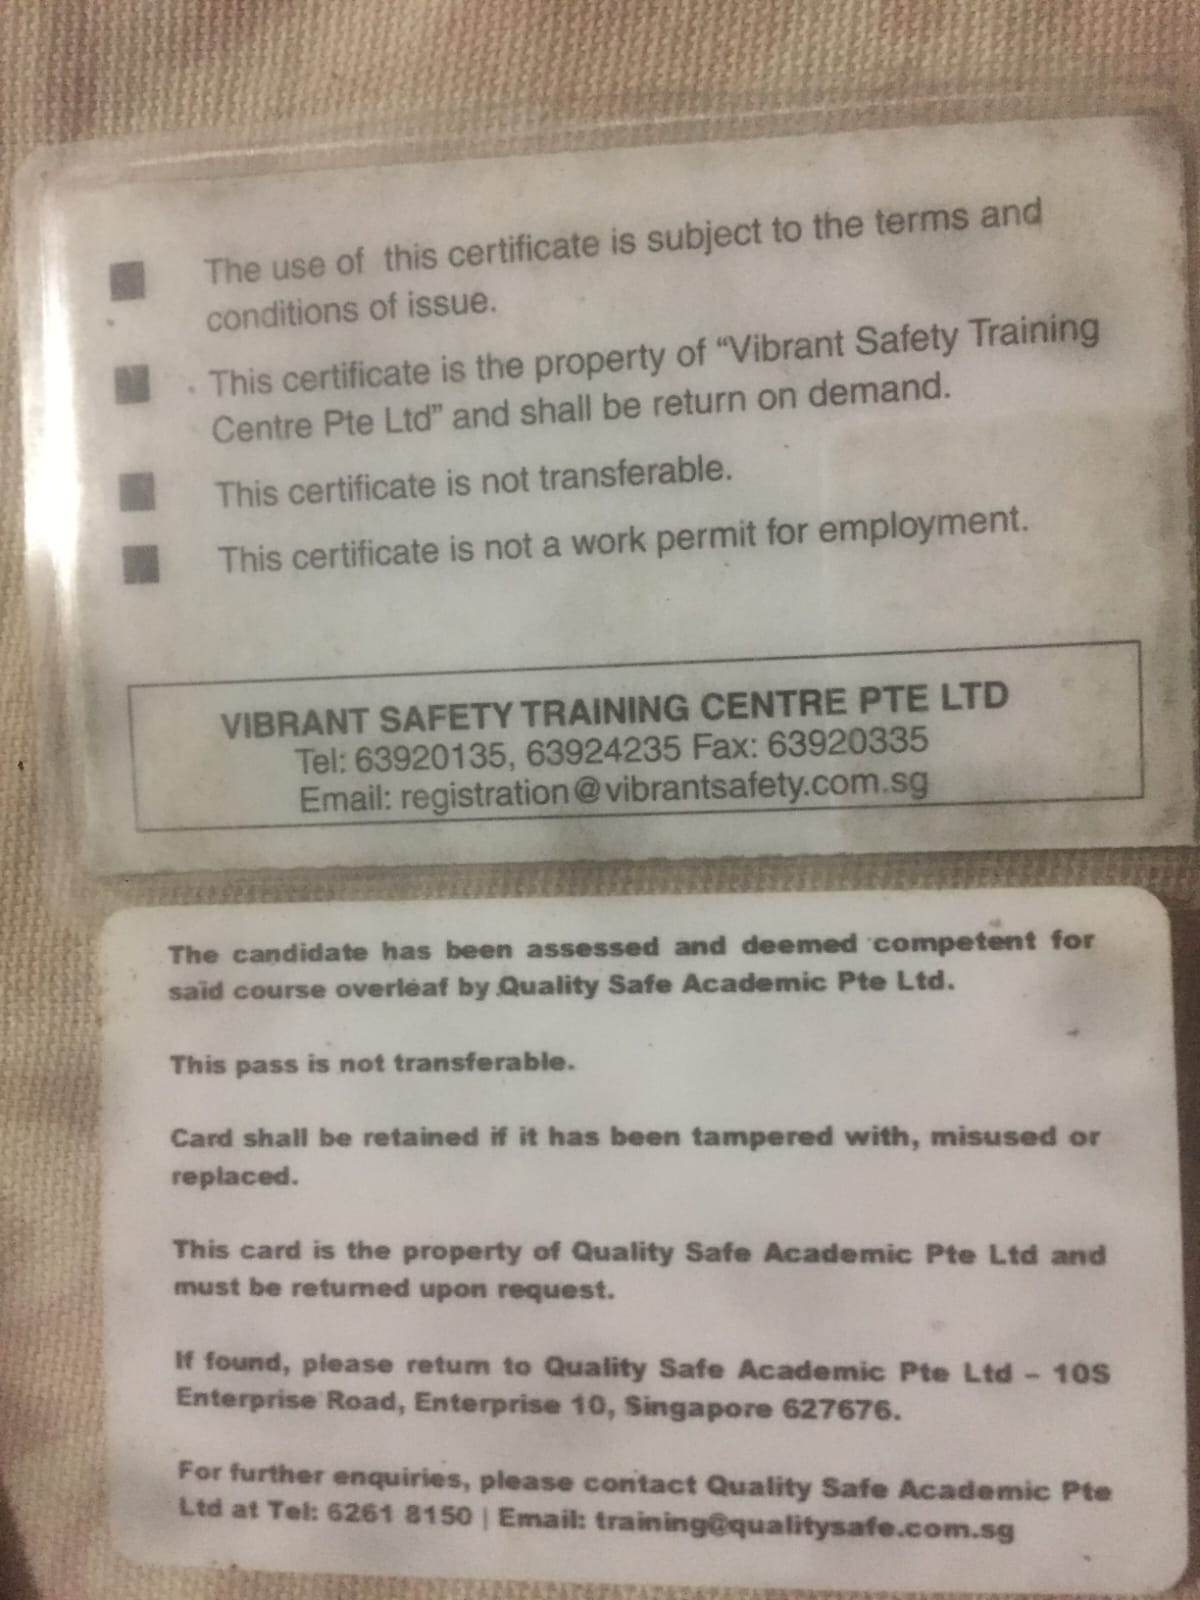 The use of this certificate is subject to the terms and
conditions of issue.
This certificate is the property of “Vibrant Safety Training
Centre Pte Ltd” and shall be return on demand.
This certificate is not transferable.
This certificate is not a work permit for employment.
VIBRANT SAFETY TRAINING CENTRE PTE LTD
Tel: 63920135, 63924235 Fax: 63920335
Email: registration@vibrantsafety.com.sg
The candidate has been assessed and deemed competent for
said course overleaf by Quality Safe Academic Pte Ltd.
This pass is not transferable.
Card shall be retained if it has been tampered with, misused or
replaced.
This card is the property of Quality Safe Academic Pte Ltd and
must be returned upon request.
If found, please return to Quality Safe Academic Pte Ltd – 10S
Enterprise Road, Enterprise 10, Singapore 627676.
For further enquiries, please contact Quality Safe Academic Pte
Ltd at Tel: 6261 8150 | Email: training@qualitysafe.com.sg